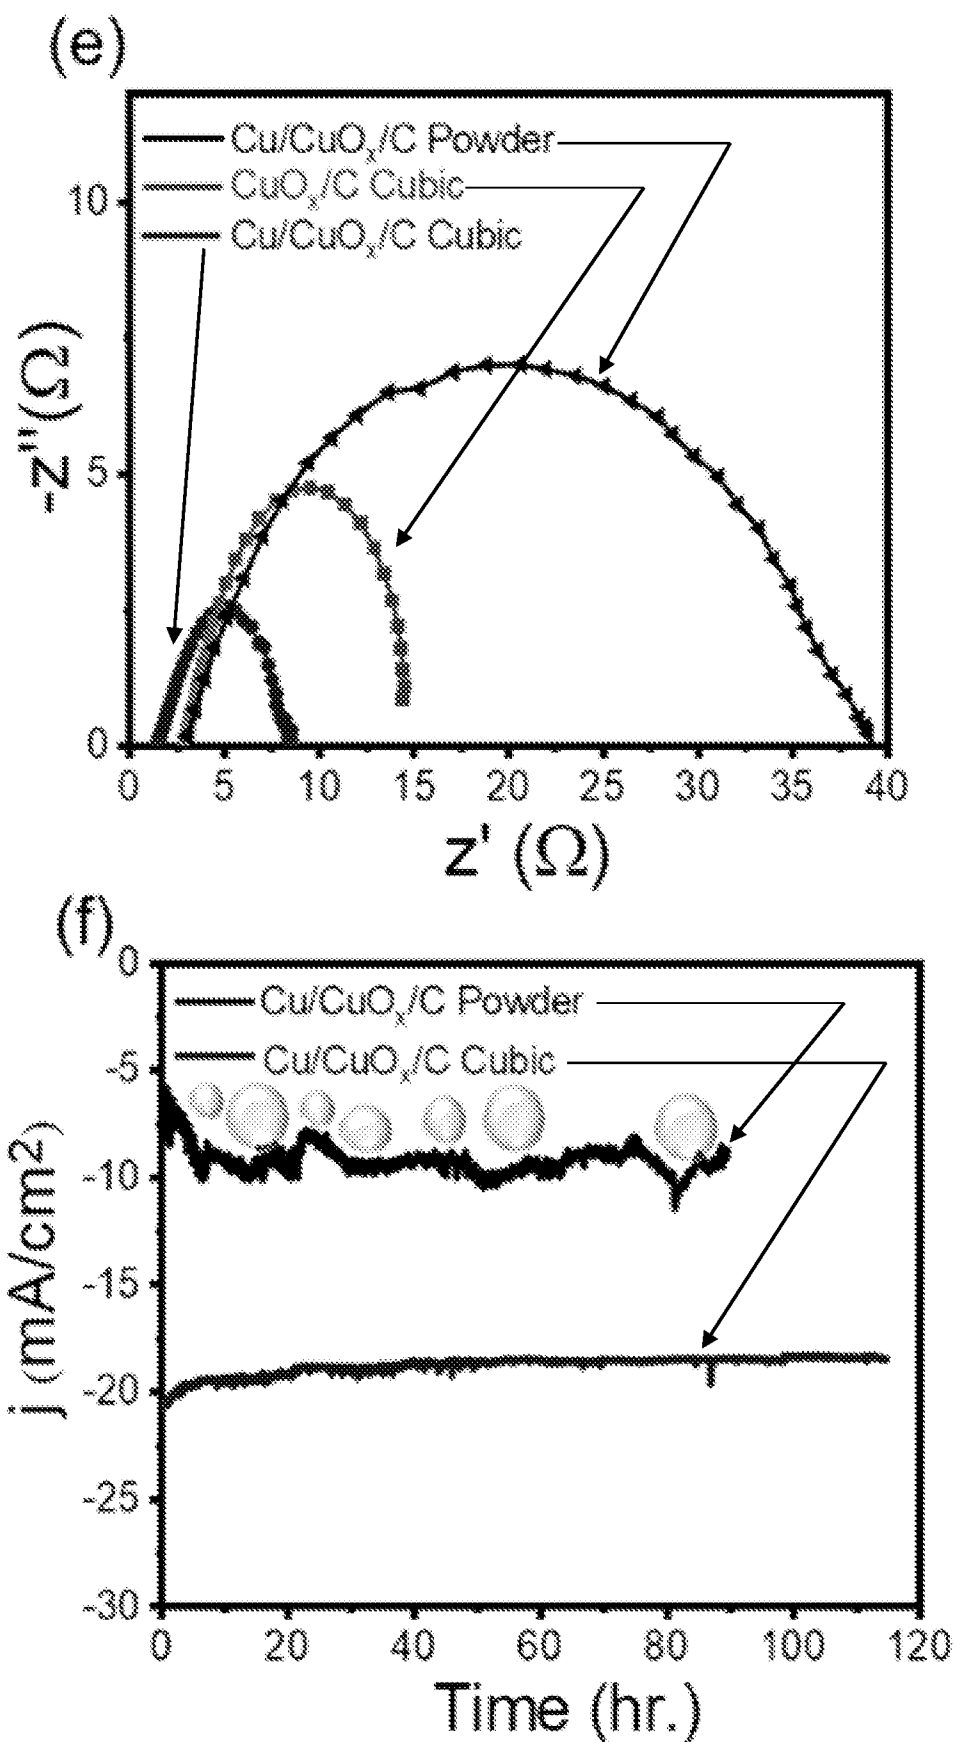 (e)
Cu/CuOₓ/C Powder
CuOₓ/C Cubic
Cu/CuOₓ/C Cubic
10
5
0
-z''(Ω)
0 5 10 15 20 25 30 35 40
z' (Ω)
(f)
Cu/CuOₓ/C Powder
Cu/CuOₓ/C Cubic
0
-5
-10
-15
-20
-25
-30
j (mA/cm²)
0 20 40 60 80 100 120
Time (hr.)